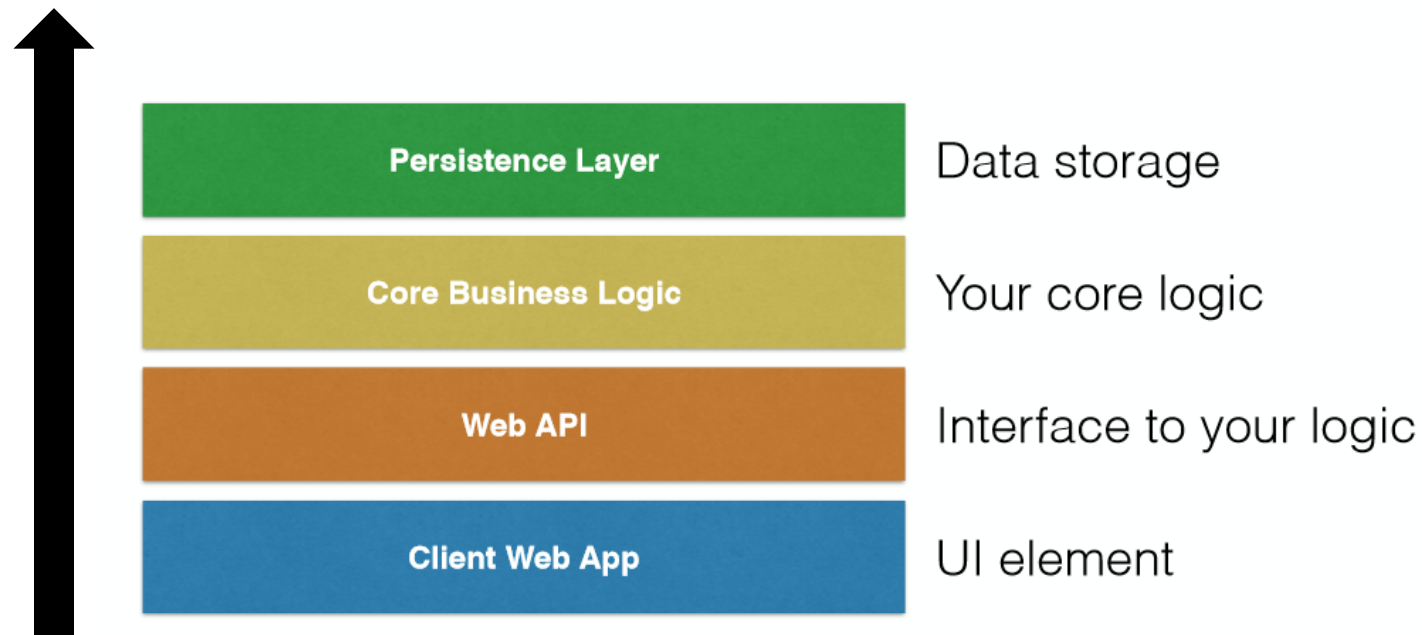 Persistence Layer
Data storage
Core Business Logic
Your core logic
Web API
Interface to your logic
Client Web App
UI element